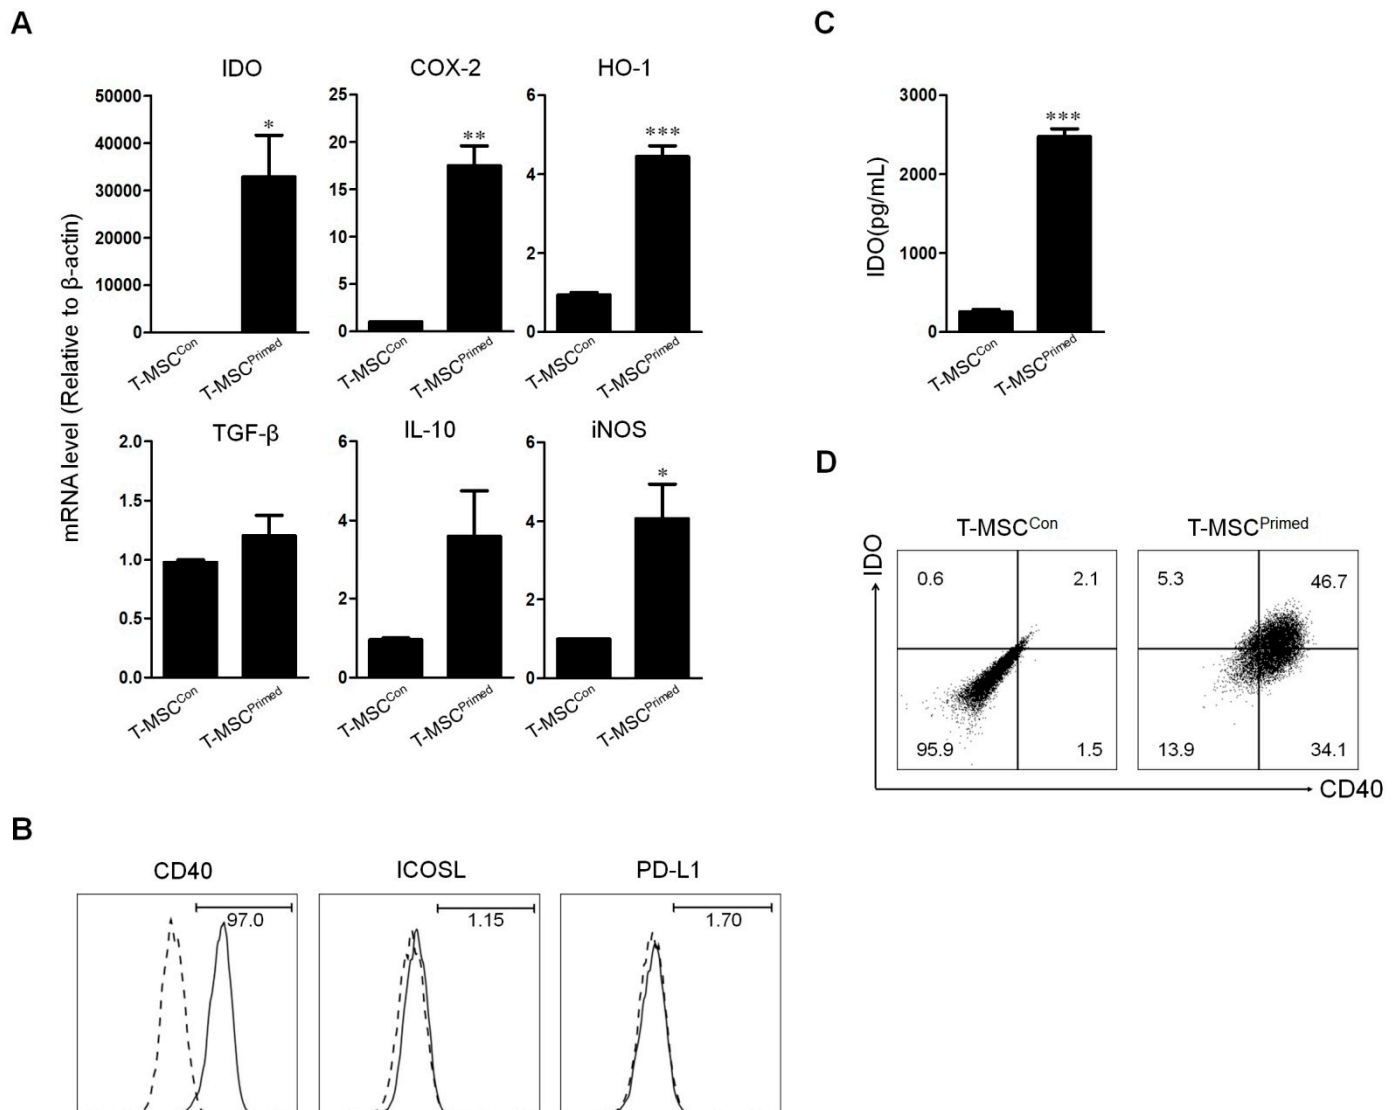 A
C
IDO
COX-2
HO-1
mRNA level (Relative to β-actin)
50000
40000
30000
20000
10000
0
*
T-MSCCon
T-MSCPrimed
25
20
15
10
5
0
**
T-MSCCon
T-MSCPrimed
6
4
2
0
***
T-MSCCon
T-MSCPrimed
IDO(pg/mL)
3000
2000
1000
0
***
T-MSCCon
T-MSCPrimed
TGF-β
IL-10
iNOS
2.0
1.5
1.0
0.5
0.0
T-MSCCon
T-MSCPrimed
6
4
2
0
T-MSCCon
T-MSCPrimed
6
4
2
0
*
T-MSCCon
T-MSCPrimed
D
T-MSCCon
T-MSCPrimed
IDO
0.6
2.1
95.9
1.5
5.3
46.7
13.9
34.1
CD40
B
CD40
ICOSL
PD-L1
97.0
1.15
1.70